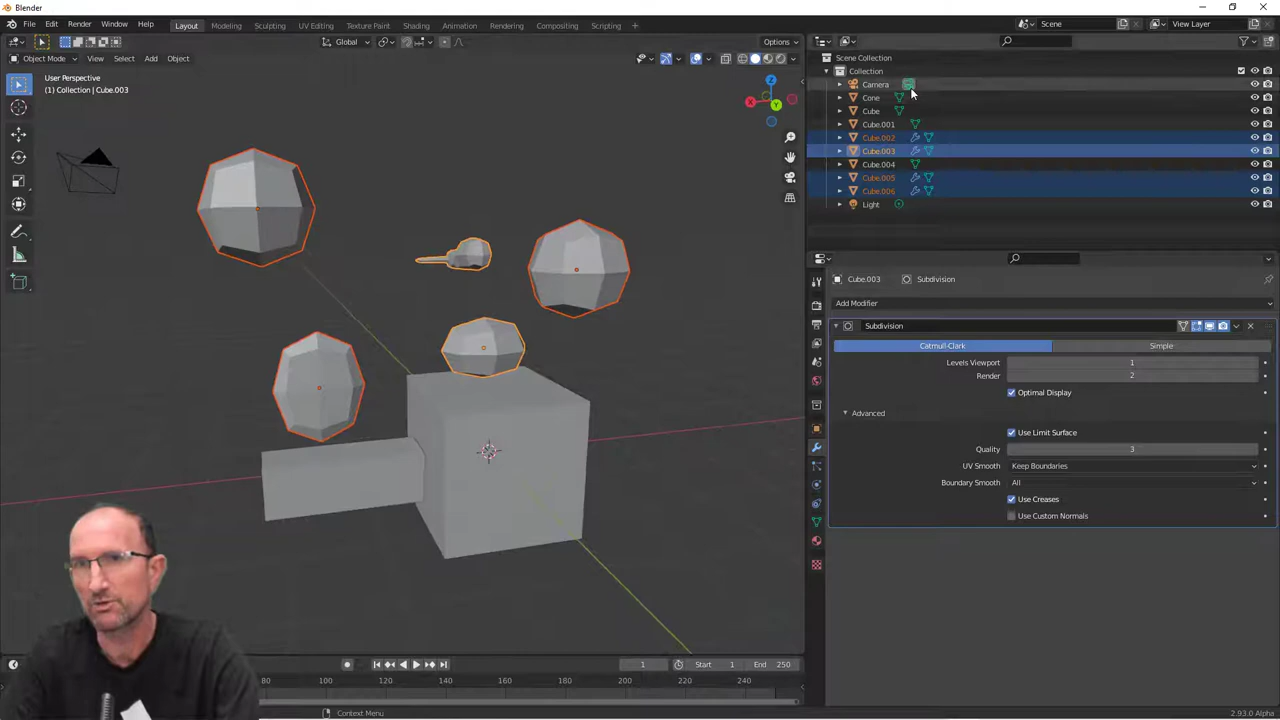 Blender
File Edit Render Window Help
Layout Modeling Sculpting UV Editing Texture Paint Shading Animation Rendering Compositing Scripting
Scene
View Layer
Object Mode View Select Add Object
Global
Options
User Perspective
(1) Collection | Cube.003
Z
X
Y
Scene Collection
Collection
Camera
Cone
Cube
Cube.001
Cube.002
Cube.003
Cube.004
Cube.005
Cube.006
Light
Cube.003 Subdivision
Add Modifier
Subdivision
Catmull-Clark Simple
Levels Viewport 1
Render 2
Optimal Display
Advanced
Use Limit Surface
Quality 3
UV Smooth Keep Boundaries
Boundary Smooth All
Use Creases
Use Custom Normals
1 Start 1 End 250
80 100 120 140 160 180 200 220 240
Context Menu
2.93.0 Alpha